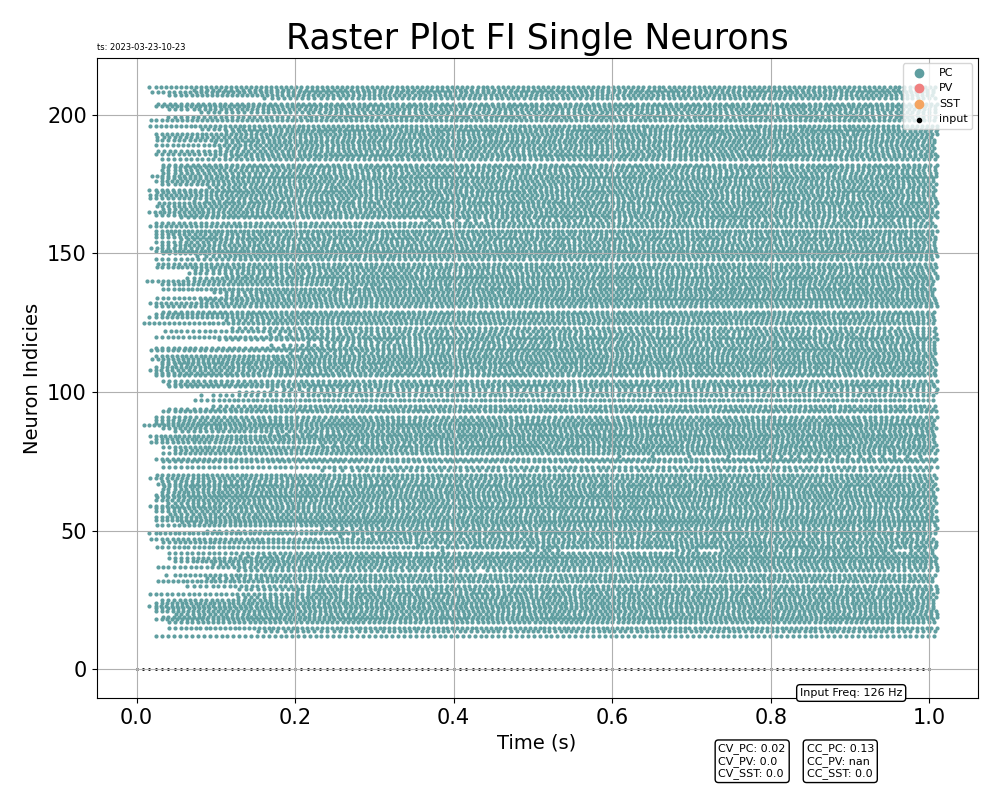 Raster Plot FI Single Neurons
ts: 2023-03-23-10-23
PC
PV
SST
input
200
150
100
50
0
Neuron Indicies
0.0 0.2 0.4 0.6 0.8 1.0
Input Freq: 126 Hz
Time (s)
CV_PC: 0.02
CV_PV: 0.0
CV_SST: 0.0
CC_PC: 0.13
CC_PV: nan
CC_SST: 0.0